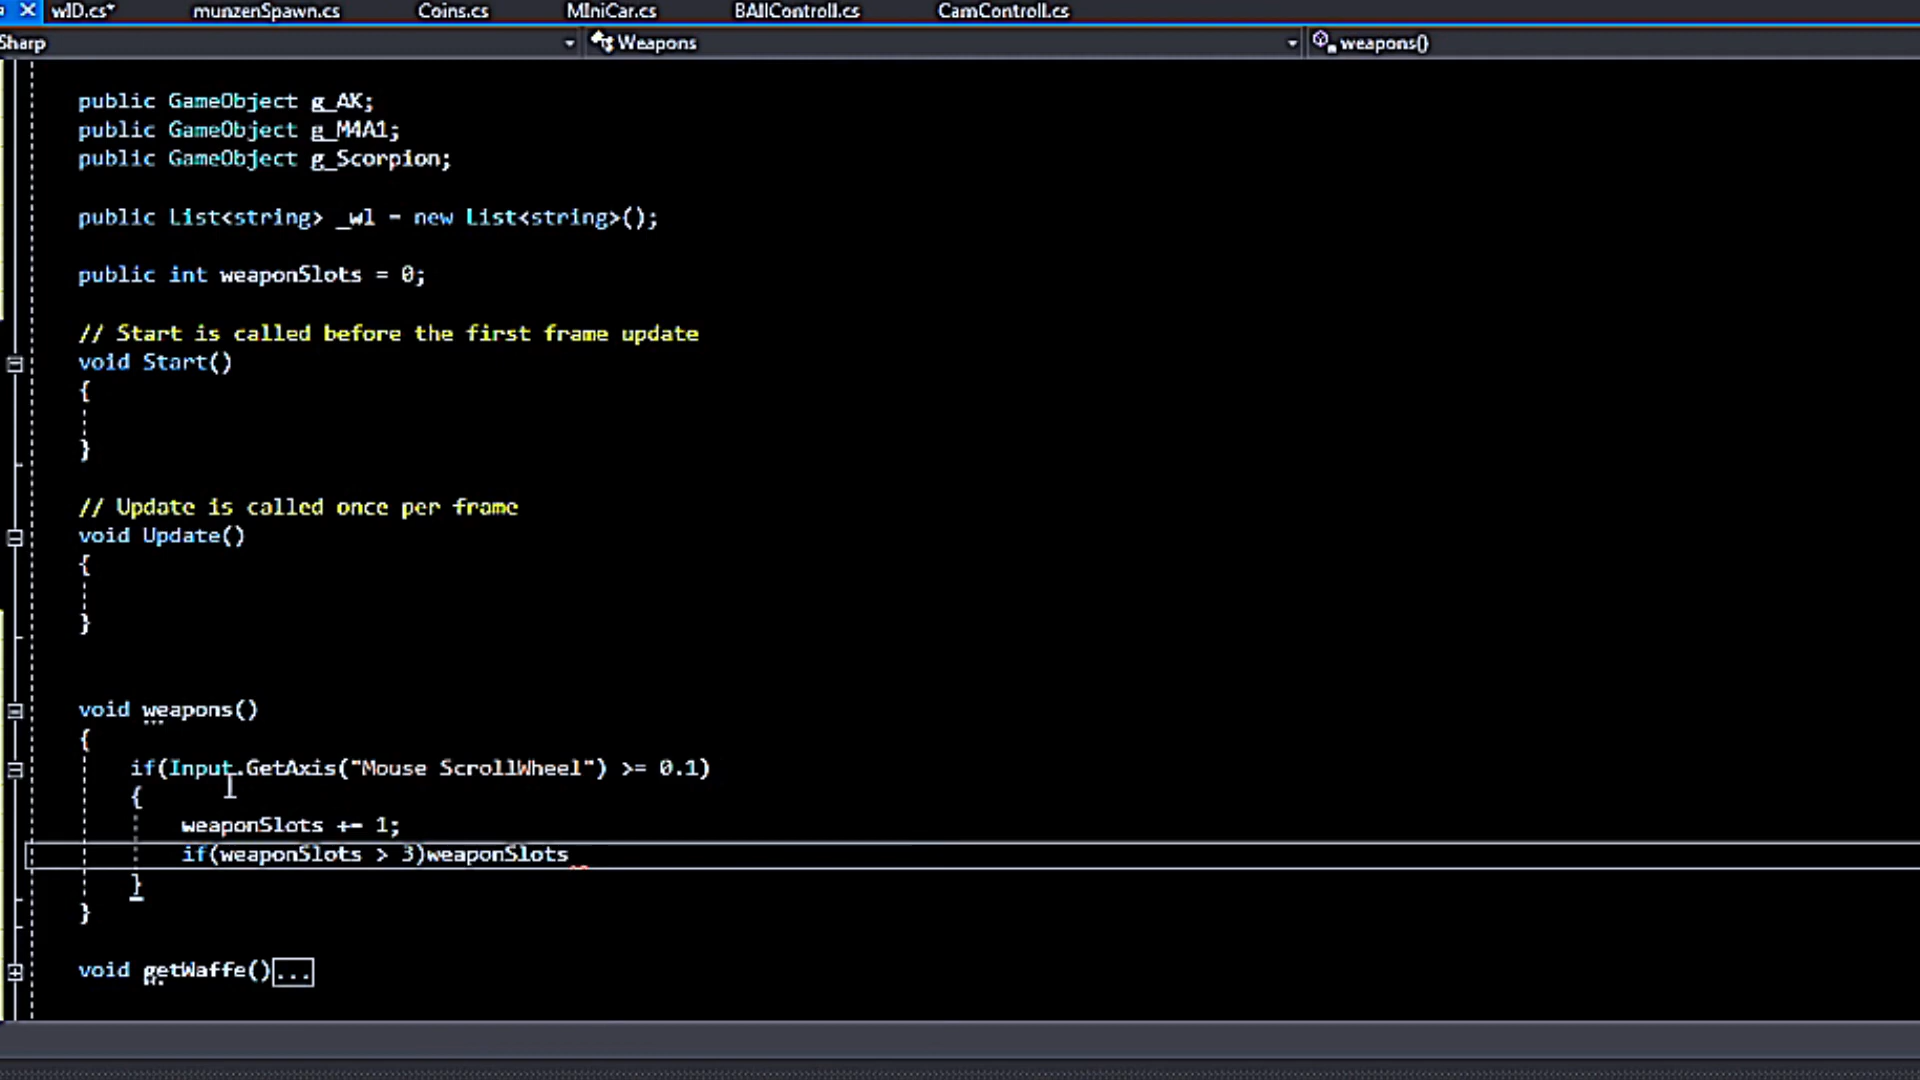 wID.cs* munzenSpawn.cs Coins.cs MIniCar.cs BAllControll.cs CamControll.cs
Sharp Weapons weapons()
public GameObject g_AK;
public GameObject g_M4A1;
public GameObject g_Scorpion;
public List<string> _wl = new List<string>();
public int weaponSlots = 0;
// Start is called before the first frame update
void Start()
{
}
// Update is called once per frame
void Update()
{
}
void weapons()
{
if(Input.GetAxis("Mouse ScrollWheel") >= 0.1)
{
weaponSlots += 1;
if(weaponSlots > 3)weaponSlots
}
}
void getWaffe()...